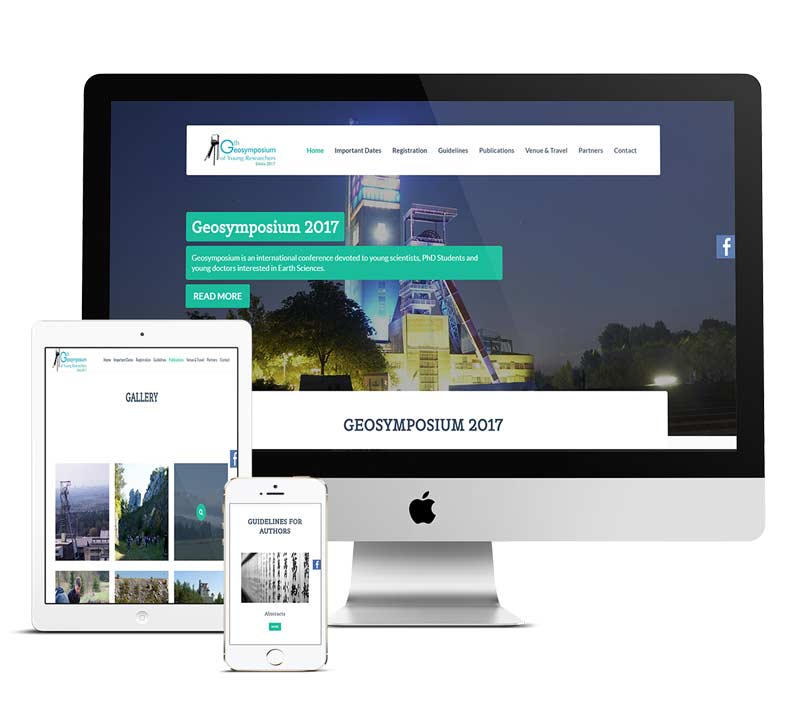 th
Geosymposium
of Young Researchers
Silesia 2017
Home Important Dates Registration Guidelines Publications Venue & Travel Partners Contact
Geosymposium 2017
Geosymposium is an international conference devoted to young scientists, PhD Students and
young doctors interested in Earth Sciences.
READ MORE
f
GEOSYMPOSIUM 2017
Geosymposium
of Young Researchers
Home Important Dates Registration Guidelines Publications Venue & Travel Partners Contact
GALLERY
f
GUIDELINES FOR
AUTHORS
f
Abstracts
MORE